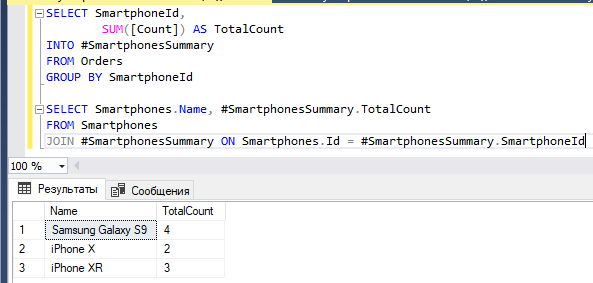 SELECT SmartphoneId,
SUM([Count]) AS TotalCount
INTO #SmartphonesSummary
FROM Orders
GROUP BY SmartphoneId
SELECT Smartphones.Name, #SmartphonesSummary.TotalCount
FROM Smartphones
JOIN #SmartphonesSummary ON Smartphones.Id = #SmartphonesSummary.SmartphoneId
100 %
Результаты Сообщения
Name TotalCount
1 Samsung Galaxy S9 4
2 iPhone X 2
3 iPhone XR 3